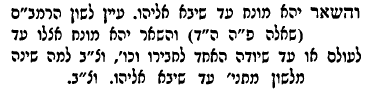 והשאר יהא מונח עד שיבא אליהו. עיין לשון הרמב״ם
(שאלה פ״ה ה״ד) והשאר יהא מונח אצלו עד
לעולם או עד שיודה האחד לחבירו וכו', וצ״ב למה שינה
מלשון מתני' עד שיבא אליהו. וצ״ב.